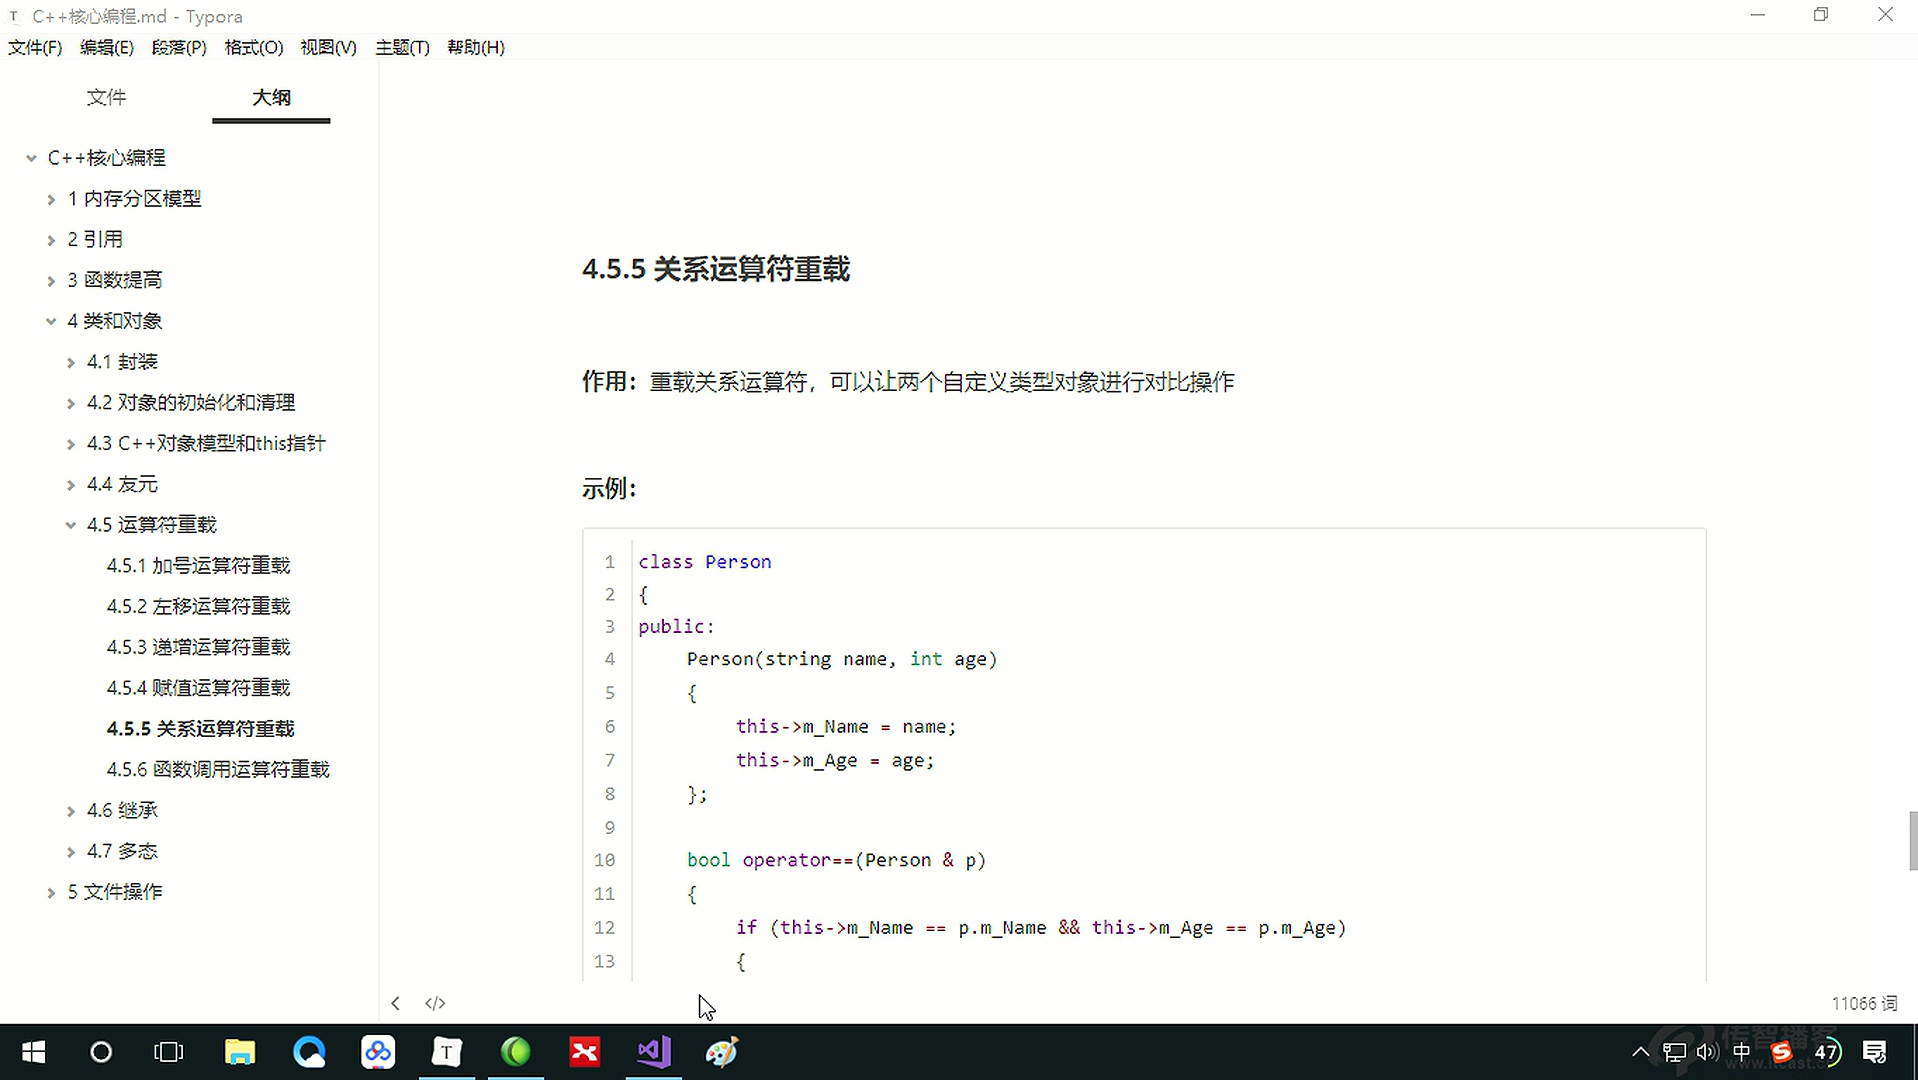 C++核心编程.md - Typora
文件(F) 编辑(E) 段落(P) 格式(O) 视图(V) 主题(T) 帮助(H)
文件 大纲
C++核心编程
1 内存分区模型
2 引用
3 函数提高
4 类和对象
4.1 封装
4.2 对象的初始化和清理
4.3 C++对象模型和this指针
4.4 友元
4.5 运算符重载
4.5.1 加号运算符重载
4.5.2 左移运算符重载
4.5.3 递增运算符重载
4.5.4 赋值运算符重载
4.5.5 关系运算符重载
4.5.6 函数调用运算符重载
4.6 继承
4.7 多态
5 文件操作
4.5.5 关系运算符重载
作用：重载关系运算符，可以让两个自定义类型对象进行对比操作
示例：
1 class Person
2 {
3 public:
4 Person(string name, int age)
5 {
6 this->m_Name = name;
7 this->m_Age = age;
8 };
9
10 bool operator==(Person & p)
11 {
12 if (this->m_Name == p.m_Name && this->m_Age == p.m_Age)
13 {
</> 11066 词
T 中 S 47
传智播客